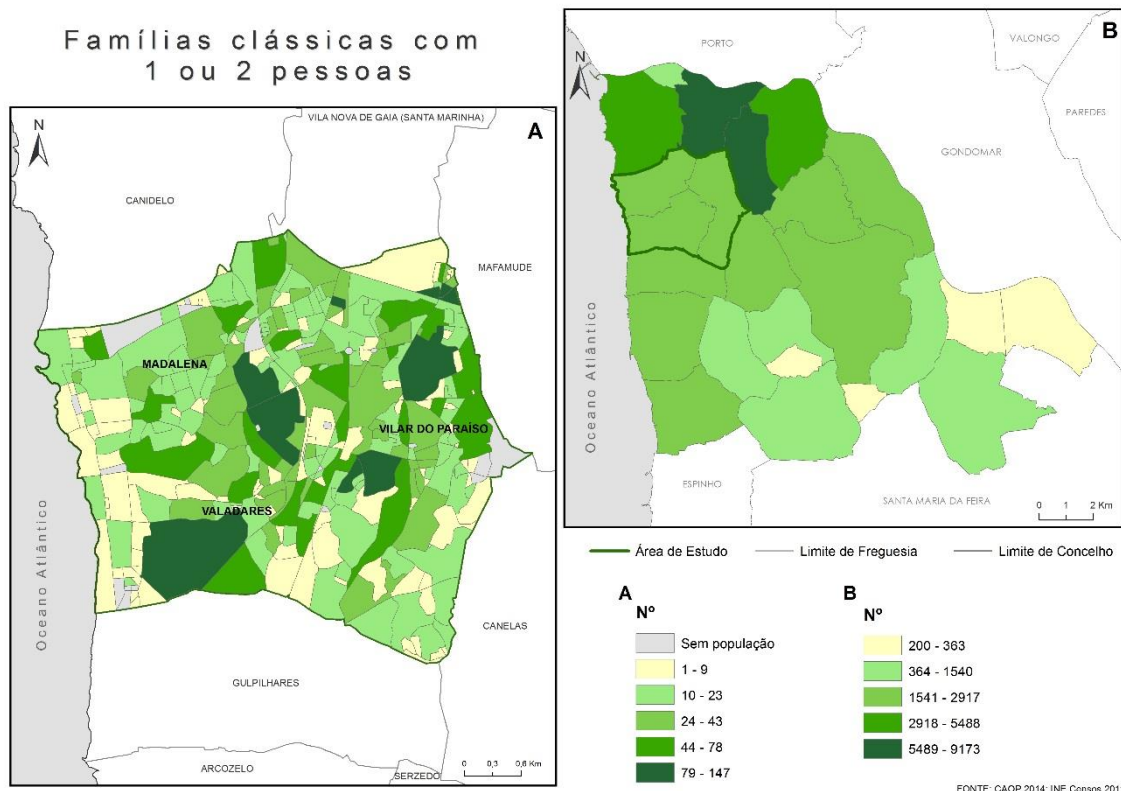 Famílias clássicas com
1 ou 2 pessoas
A
N
VILA NOVA DE GAIA (SANTA MARINHA)
CANIDELO
MAFAMUDE
MADALENA
VILAR DO PARAÍSO
VALADARES
Oceano Atlântico
CANELAS
GULPILHARES
ARCOZELO
SERZEDO
0 0,3 0,6 Km
B
N
PORTO
VALONGO
PAREDES
GONDOMAR
Oceano Atlântico
ESPINHO
SANTA MARIA DA FEIRA
0 1 2 Km
Área de Estudo
Limite de Freguesia
Limite de Concelho
A
Nº
Sem população
1 - 9
10 - 23
24 - 43
44 - 78
79 - 147
B
Nº
200 - 363
364 - 1540
1541 - 2917
2918 - 5488
5489 - 9173
FONTE: CAOP 2014; INE Censos